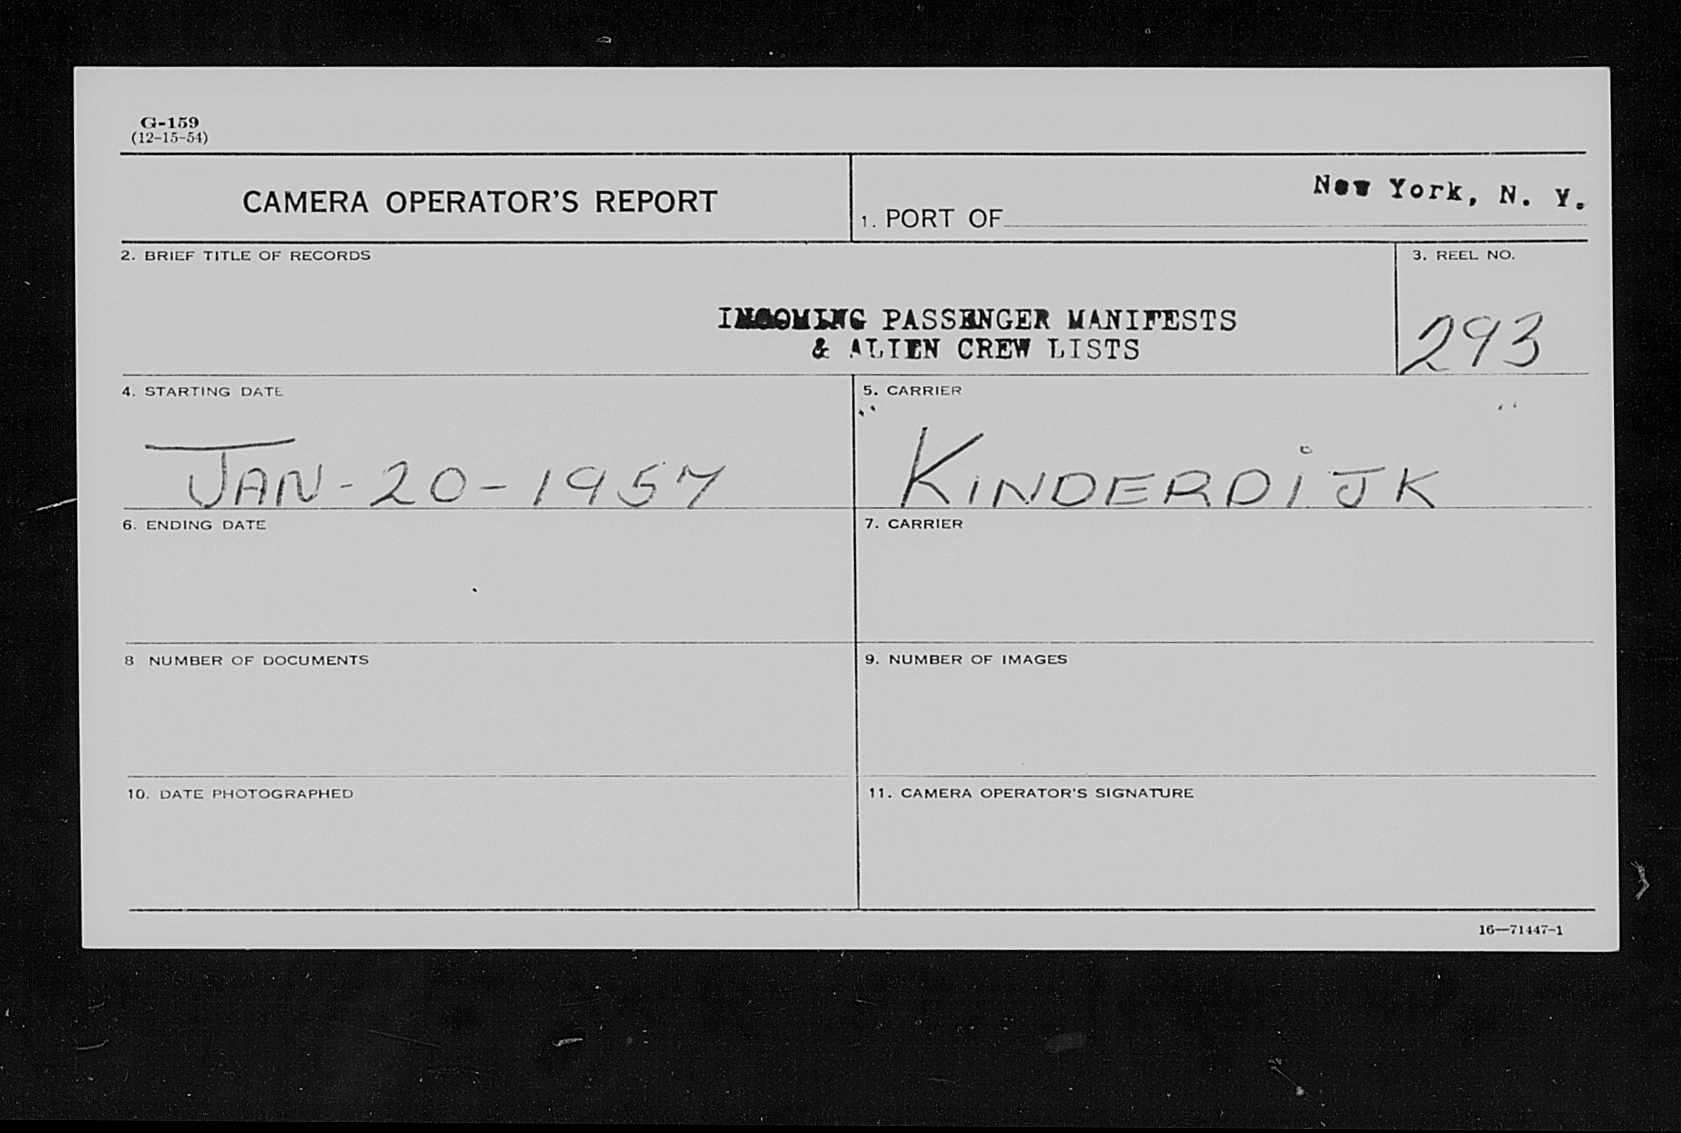 G-159
(12-15-54)
CAMERA OPERATOR'S REPORT
1. PORT OF New York, N. Y.
2. BRIEF TITLE OF RECORDS
3. REEL NO.
INCOMING PASSENGER MANIFESTS
& ALIEN CREW LISTS
293
4. STARTING DATE
5. CARRIER
JAN-20-1957
" KINDERDIJK "
6. ENDING DATE
7. CARRIER
8 NUMBER OF DOCUMENTS
9. NUMBER OF IMAGES
10. DATE PHOTOGRAPHED
11. CAMERA OPERATOR'S SIGNATURE
16—71447-1